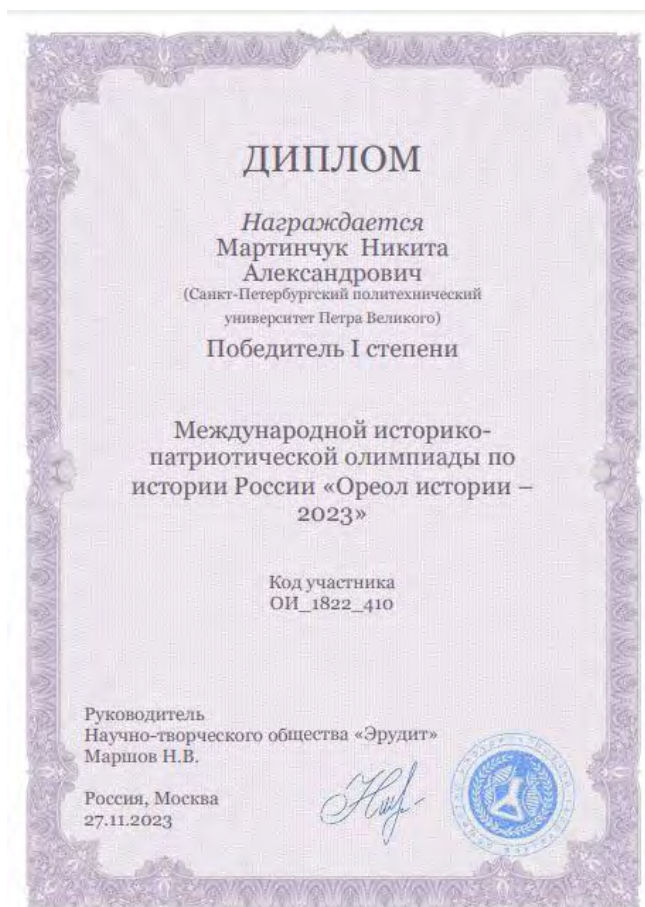 ДИПЛОМ
Награждается
Мартинчук Никита
Александрович
(Санкт-Петербургский политехнический
университет Петра Великого)
Победитель I степени
Международной историко-
патриотической олимпиады по
истории России «Ореол истории –
2023»
Код участника
ОИ_1822_410
Руководитель
Научно-творческого общества «Эрудит»
Маршов Н.В.
Россия, Москва
27.11.2023